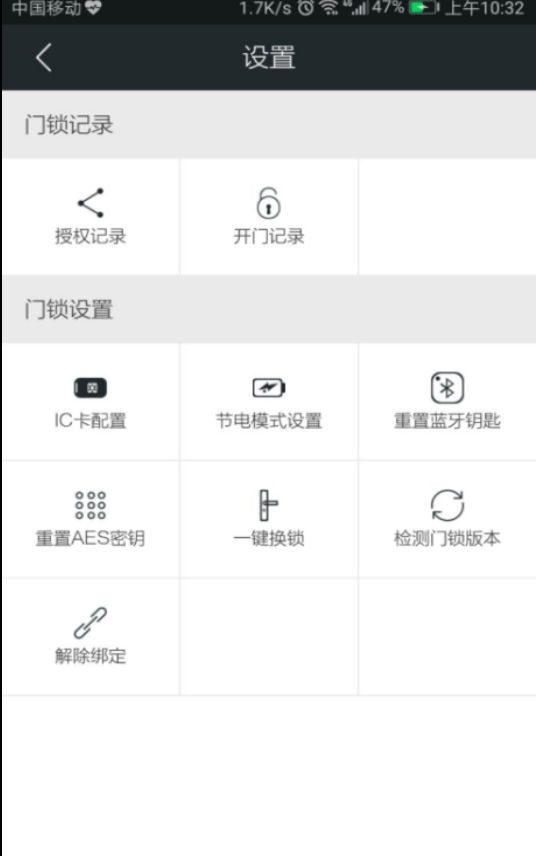 中国移动 1.7K/s 46 47% 上午10:32
设置
门锁记录
授权记录 开门记录
门锁设置
IC卡配置 节电模式设置 重置蓝牙钥匙
重置AES密钥 一键换锁 检测门锁版本
解除绑定